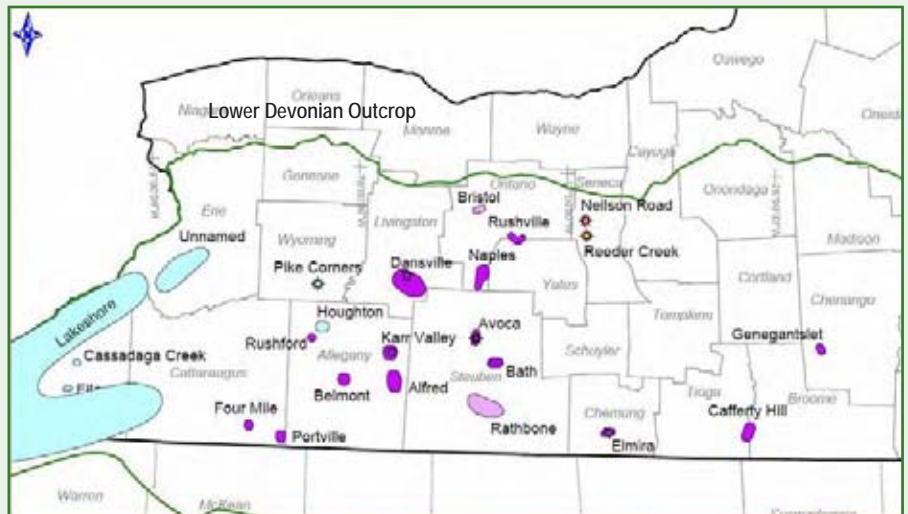 Oswego
Orleans
Lower Devonian Outcrop
Monroe
Wayne
Cayuga
Genesee
Ontario
Seneca
Onondaga
Bristol
Erie
Livingston
Neilson Road
Rushville
Unnamed
Madison
Wyoming
Reeder Creek
Pike Corners
Dansville
Naples
Yates
Cortland
Lakeshore
Chenango
Houghton
Avoca
Tompkins
Genegantslet
Rushford
Karr Valley
Cassadaga Creek
Allegany
Schuyler
Cattaraugus
Bath
Steuben
Belmont
Alfred
Tioga
Broome
Four Mile
Chemung
Cafferty Hill
Rathbone
Portville
Elmira
Warren
McKean